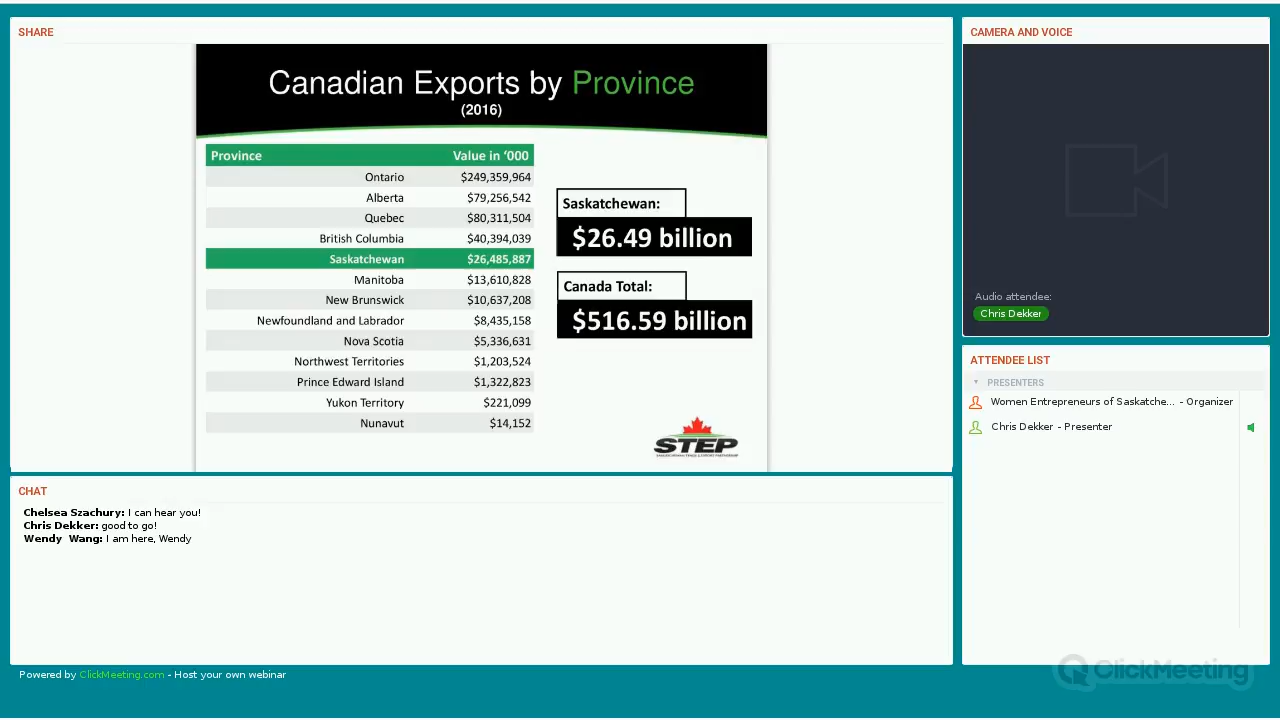 SHARE
Canadian Exports by Province
(2016)
Province Value in ‘000
Ontario $249,359,964
Alberta $79,256,542
Quebec $80,311,504
British Columbia $40,394,039
Saskatchewan $26,485,887
Manitoba $13,610,828
New Brunswick $10,637,208
Newfoundland and Labrador $8,435,158
Nova Scotia $5,336,631
Northwest Territories $1,203,524
Prince Edward Island $1,322,823
Yukon Territory $221,099
Nunavut $14,152
Saskatchewan:
$26.49 billion
Canada Total:
$516.59 billion
STEP
CAMERA AND VOICE
Audio attendee:
Chris Dekker
ATTENDEE LIST
PRESENTERS
Women Entrepreneurs of Saskatche... - Organizer
Chris Dekker - Presenter
CHAT
Chelsea Szachury: I can hear you!
Chris Dekker: good to go!
Wendy Wang: I am here, Wendy
Powered by ClickMeeting.com - Host your own webinar
ClickMeeting